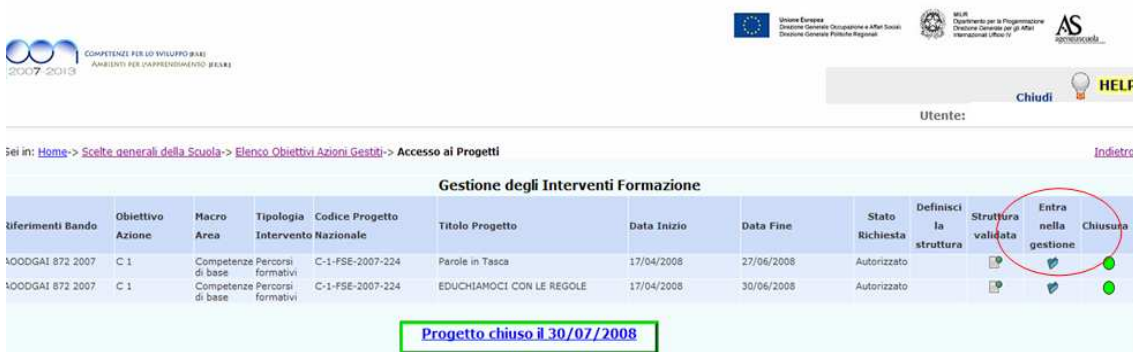 Unione Europea
Direzione Generale Occupazione e Affari Sociali
Direzione Generale Politiche Regionali
MIUR
Dipartimento per la Programmazione
Direzione Generale per gli Affari
Internazionali Ufficio IV
AS
agenziascuola
COMPETENZE PER LO SVILUPPO (FSE)
AMBIENTI PER L'APPRENDIMENTO (FESR)
2007-2013
Chiudi
HELP
Utente:
Sei in: Home-> Scelte generali della Scuola-> Elenco Obiettivi Azioni Gestiti-> Accesso ai Progetti
Indietro
Gestione degli Interventi Formazione
Riferimenti Bando Obiettivo Azione Macro Area Tipologia Intervento Codice Progetto Nazionale Titolo Progetto Data Inizio Data Fine Stato Richiesta Definisci la struttura Struttura validata Entra nella gestione Chiusura
AOODGAI 872 2007 C 1 Competenze di base Percorsi formativi C-1-FSE-2007-224 Parole in Tasca 17/04/2008 27/06/2008 Autorizzato
AOODGAI 872 2007 C 1 Competenze di base Percorsi formativi C-1-FSE-2007-224 EDUCHIAMOCI CON LE REGOLE 17/04/2008 30/06/2008 Autorizzato
Progetto chiuso il 30/07/2008